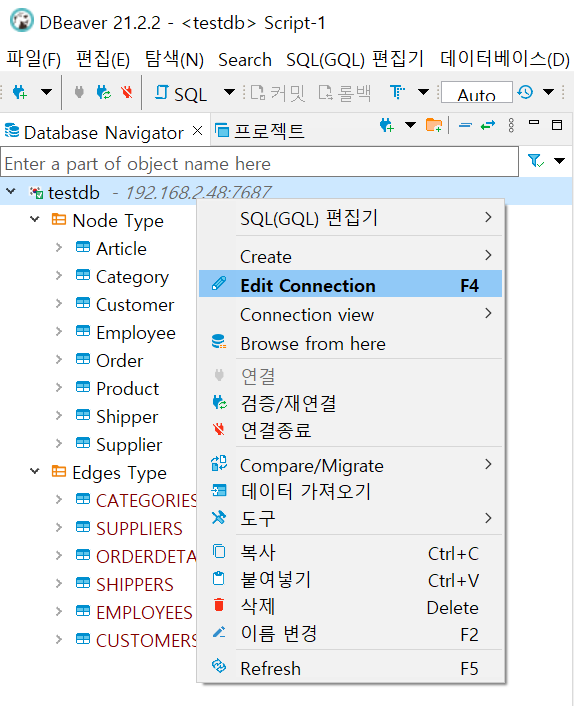 DBeaver 21.2.2 - <testdb> Script-1
파일(F) 편집(E) 탐색(N) Search SQL(GQL) 편집기 데이터베이스(D)
SQL 커밋 롤백 Auto
Database Navigator 프로젝트
Enter a part of object name here
testdb - 192.168.2.48:7687
Node Type
Article
Category
Customer
Employee
Order
Product
Shipper
Supplier
Edges Type
CATEGORIES
SUPPLIERS
ORDERDETA
SHIPPERS
EMPLOYEES
CUSTOMERS
SQL(GQL) 편집기
Create
Edit Connection F4
Connection view
Browse from here
연결
검증/재연결
연결종료
Compare/Migrate
데이터 가져오기
도구
복사 Ctrl+C
붙여넣기 Ctrl+V
삭제 Delete
이름 변경 F2
Refresh F5